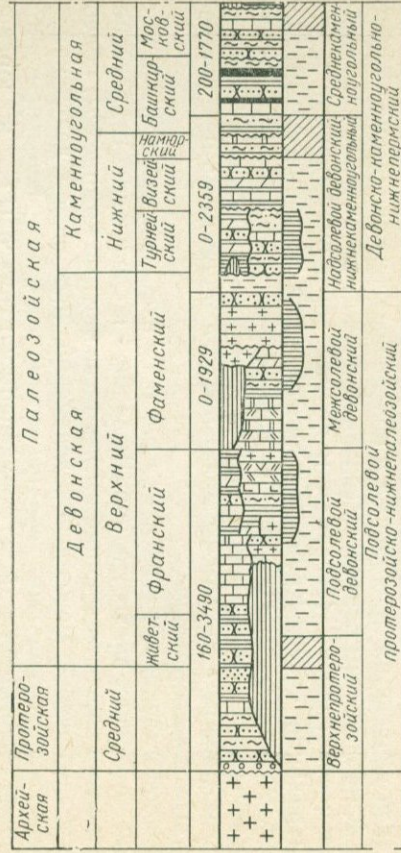 Архей-
ская
Протеро-
зойская
Палеозойская
Девонская
Каменноугольная
Средний
Верхний
Нижний
Средний
Живет-
ский
Франский
Фаменский
Турней-
ский
Визей-
ский
Намюр-
ский
Башкир-
ский
Мос-
ков-
ский
160-3490
0-1929
0-2359
200-1770
Верхнепротеро-
зойский
Подсолевой
девонский
Межсолевой
девонский
Надсолевой девонский-
нижнекаменноугольный
Среднекамен-
ноугольный
Подсолевой
протерозойско-нижнепалеозойский
Девонско-каменноугольно-
нижнепермский